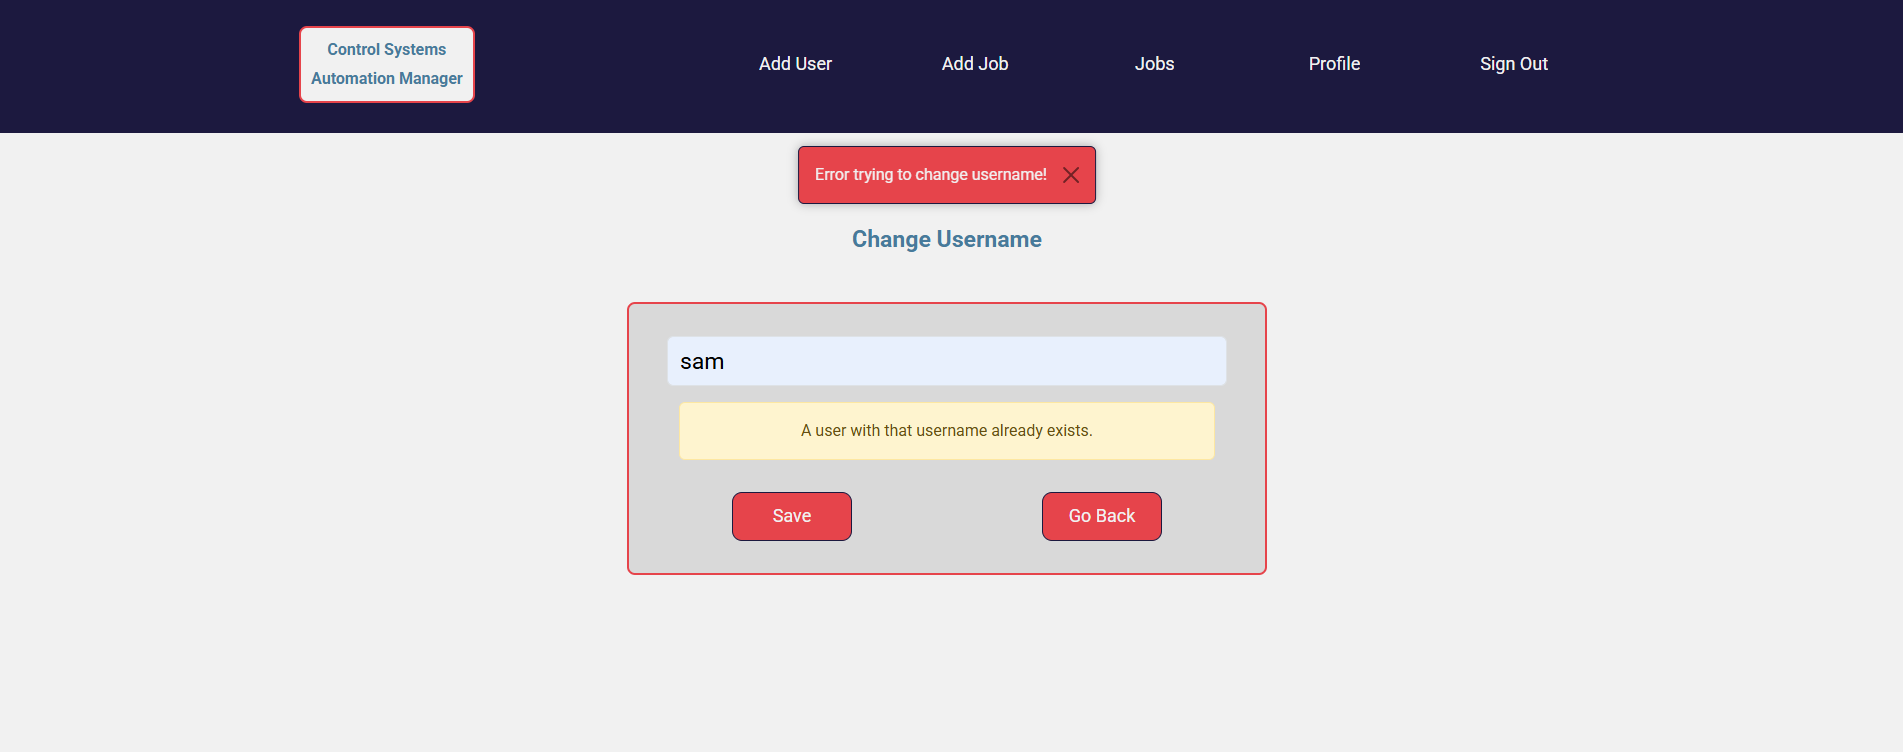 Control Systems
Automation Manager
Add User
Add Job
Jobs
Profile
Sign Out
Error trying to change username!
Change Username
sam
A user with that username already exists.
Save
Go Back